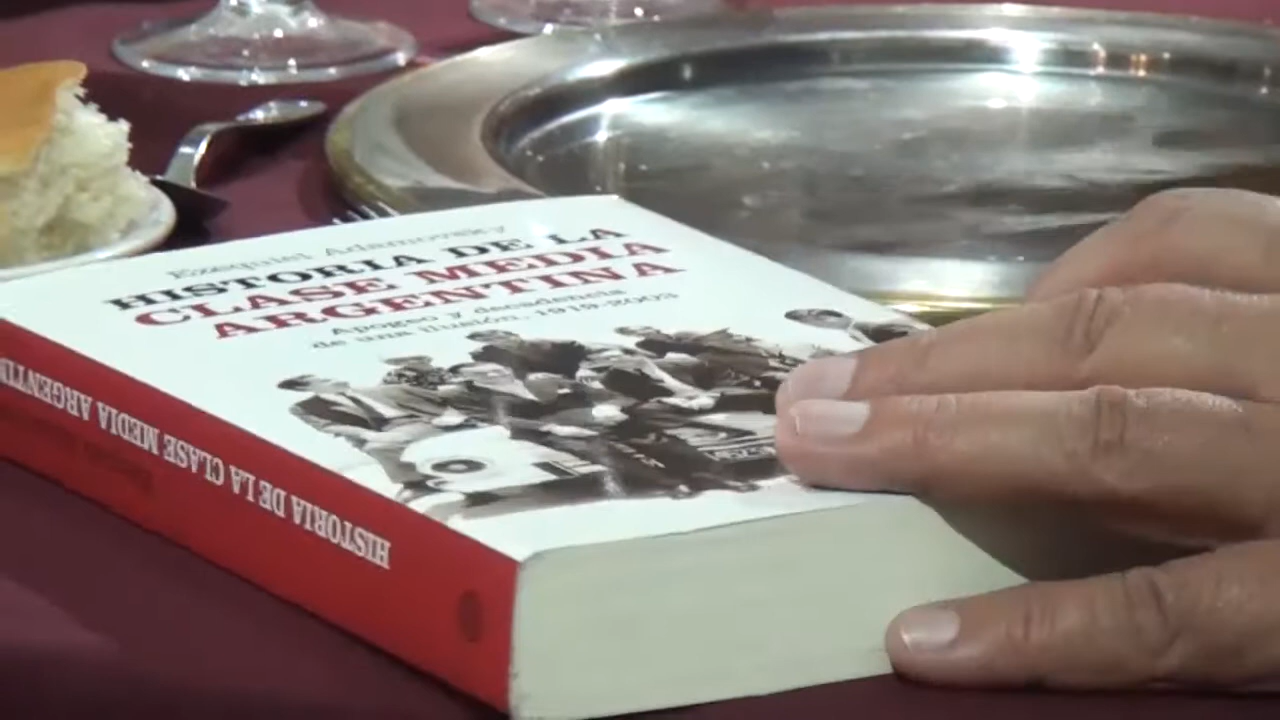 Ezequiel Adamovsky
HISTORIA DE LA
CLASE MEDIA
ARGENTINA
Apogeo y decadencia
de una ilusión, 1919-2003
HISTORIA DE LA CLASE MEDIA ARGENTIN